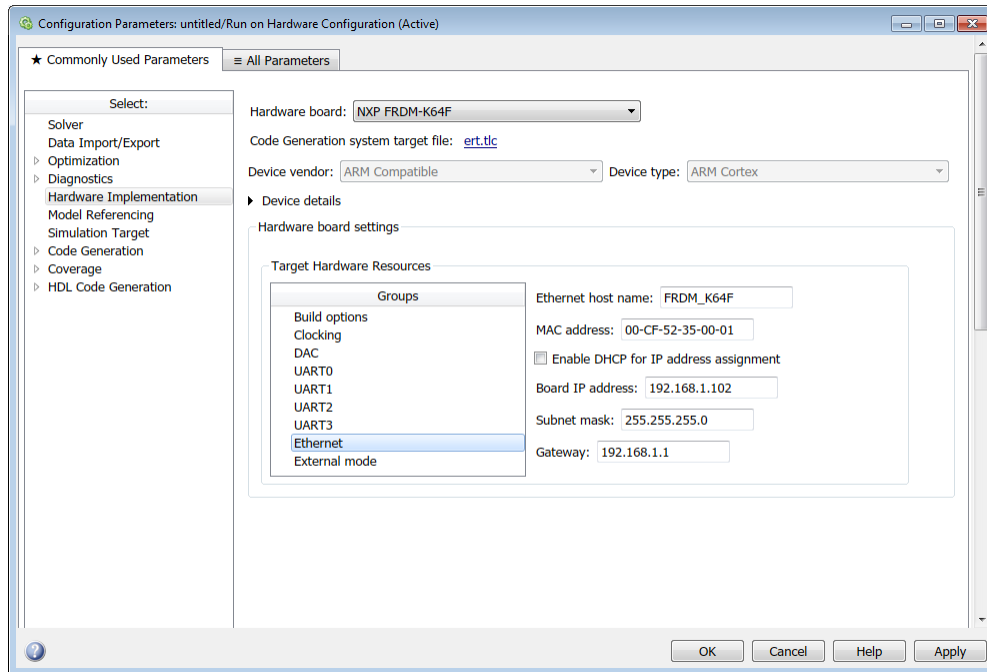 Configuration Parameters: untitled/Run on Hardware Configuration (Active)
★ Commonly Used Parameters
≡ All Parameters
Select:
Solver
Data Import/Export
Optimization
Diagnostics
Hardware Implementation
Model Referencing
Simulation Target
Code Generation
Coverage
HDL Code Generation
Hardware board: NXP FRDM-K64F
Code Generation system target file: ert.tlc
Device vendor: ARM Compatible Device type: ARM Cortex
Device details
Hardware board settings
Target Hardware Resources
Groups
Build options
Clocking
DAC
UART0
UART1
UART2
UART3
Ethernet
External mode
Ethernet host name: FRDM_K64F
MAC address: 00-CF-52-35-00-01
Enable DHCP for IP address assignment
Board IP address: 192.168.1.102
Subnet mask: 255.255.255.0
Gateway: 192.168.1.1
? OK Cancel Help Apply